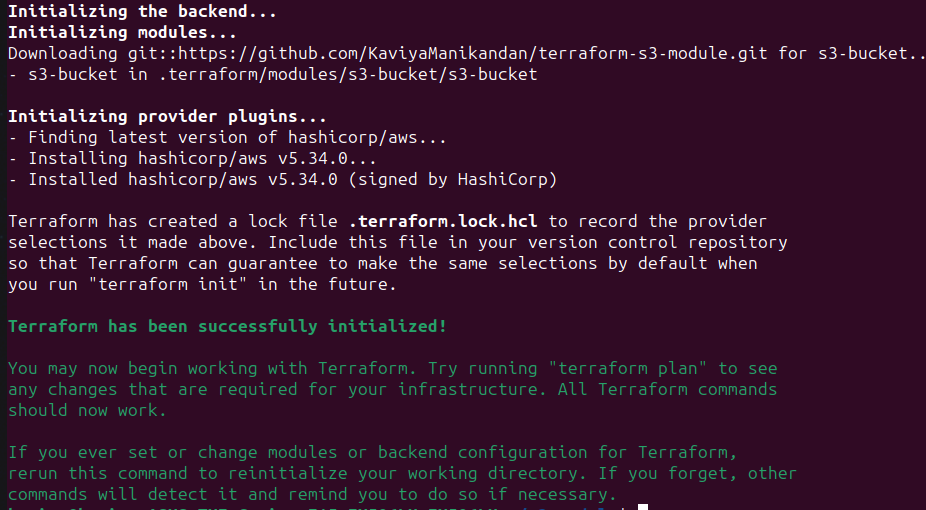 Initializing the backend...
Initializing modules...
Downloading git::https://github.com/KaviyaManikandan/terraform-s3-module.git for s3-bucket..
- s3-bucket in .terraform/modules/s3-bucket/s3-bucket
Initializing provider plugins...
- Finding latest version of hashicorp/aws...
- Installing hashicorp/aws v5.34.0...
- Installed hashicorp/aws v5.34.0 (signed by HashiCorp)
Terraform has created a lock file .terraform.lock.hcl to record the provider
selections it made above. Include this file in your version control repository
so that Terraform can guarantee to make the same selections by default when
you run "terraform init" in the future.
Terraform has been successfully initialized!
You may now begin working with Terraform. Try running "terraform plan" to see
any changes that are required for your infrastructure. All Terraform commands
should now work.
If you ever set or change modules or backend configuration for Terraform,
rerun this command to reinitialize your working directory. If you forget, other
commands will detect it and remind you to do so if necessary.